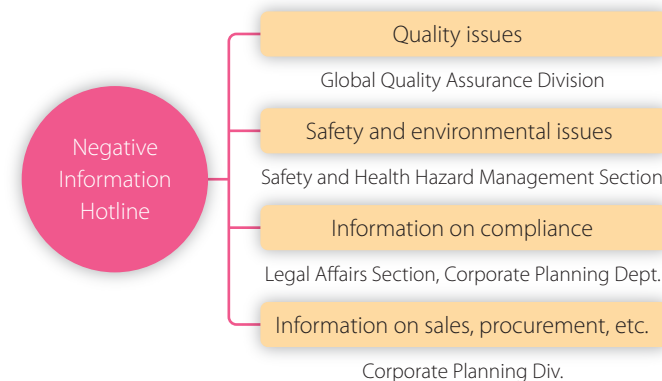 Negative
Information
Hotline
Quality issues
Global Quality Assurance Division
Safety and environmental issues
Safety and Health Hazard Management Section
Information on compliance
Legal Affairs Section, Corporate Planning Dept.
Information on sales, procurement, etc.
Corporate Planning Div.